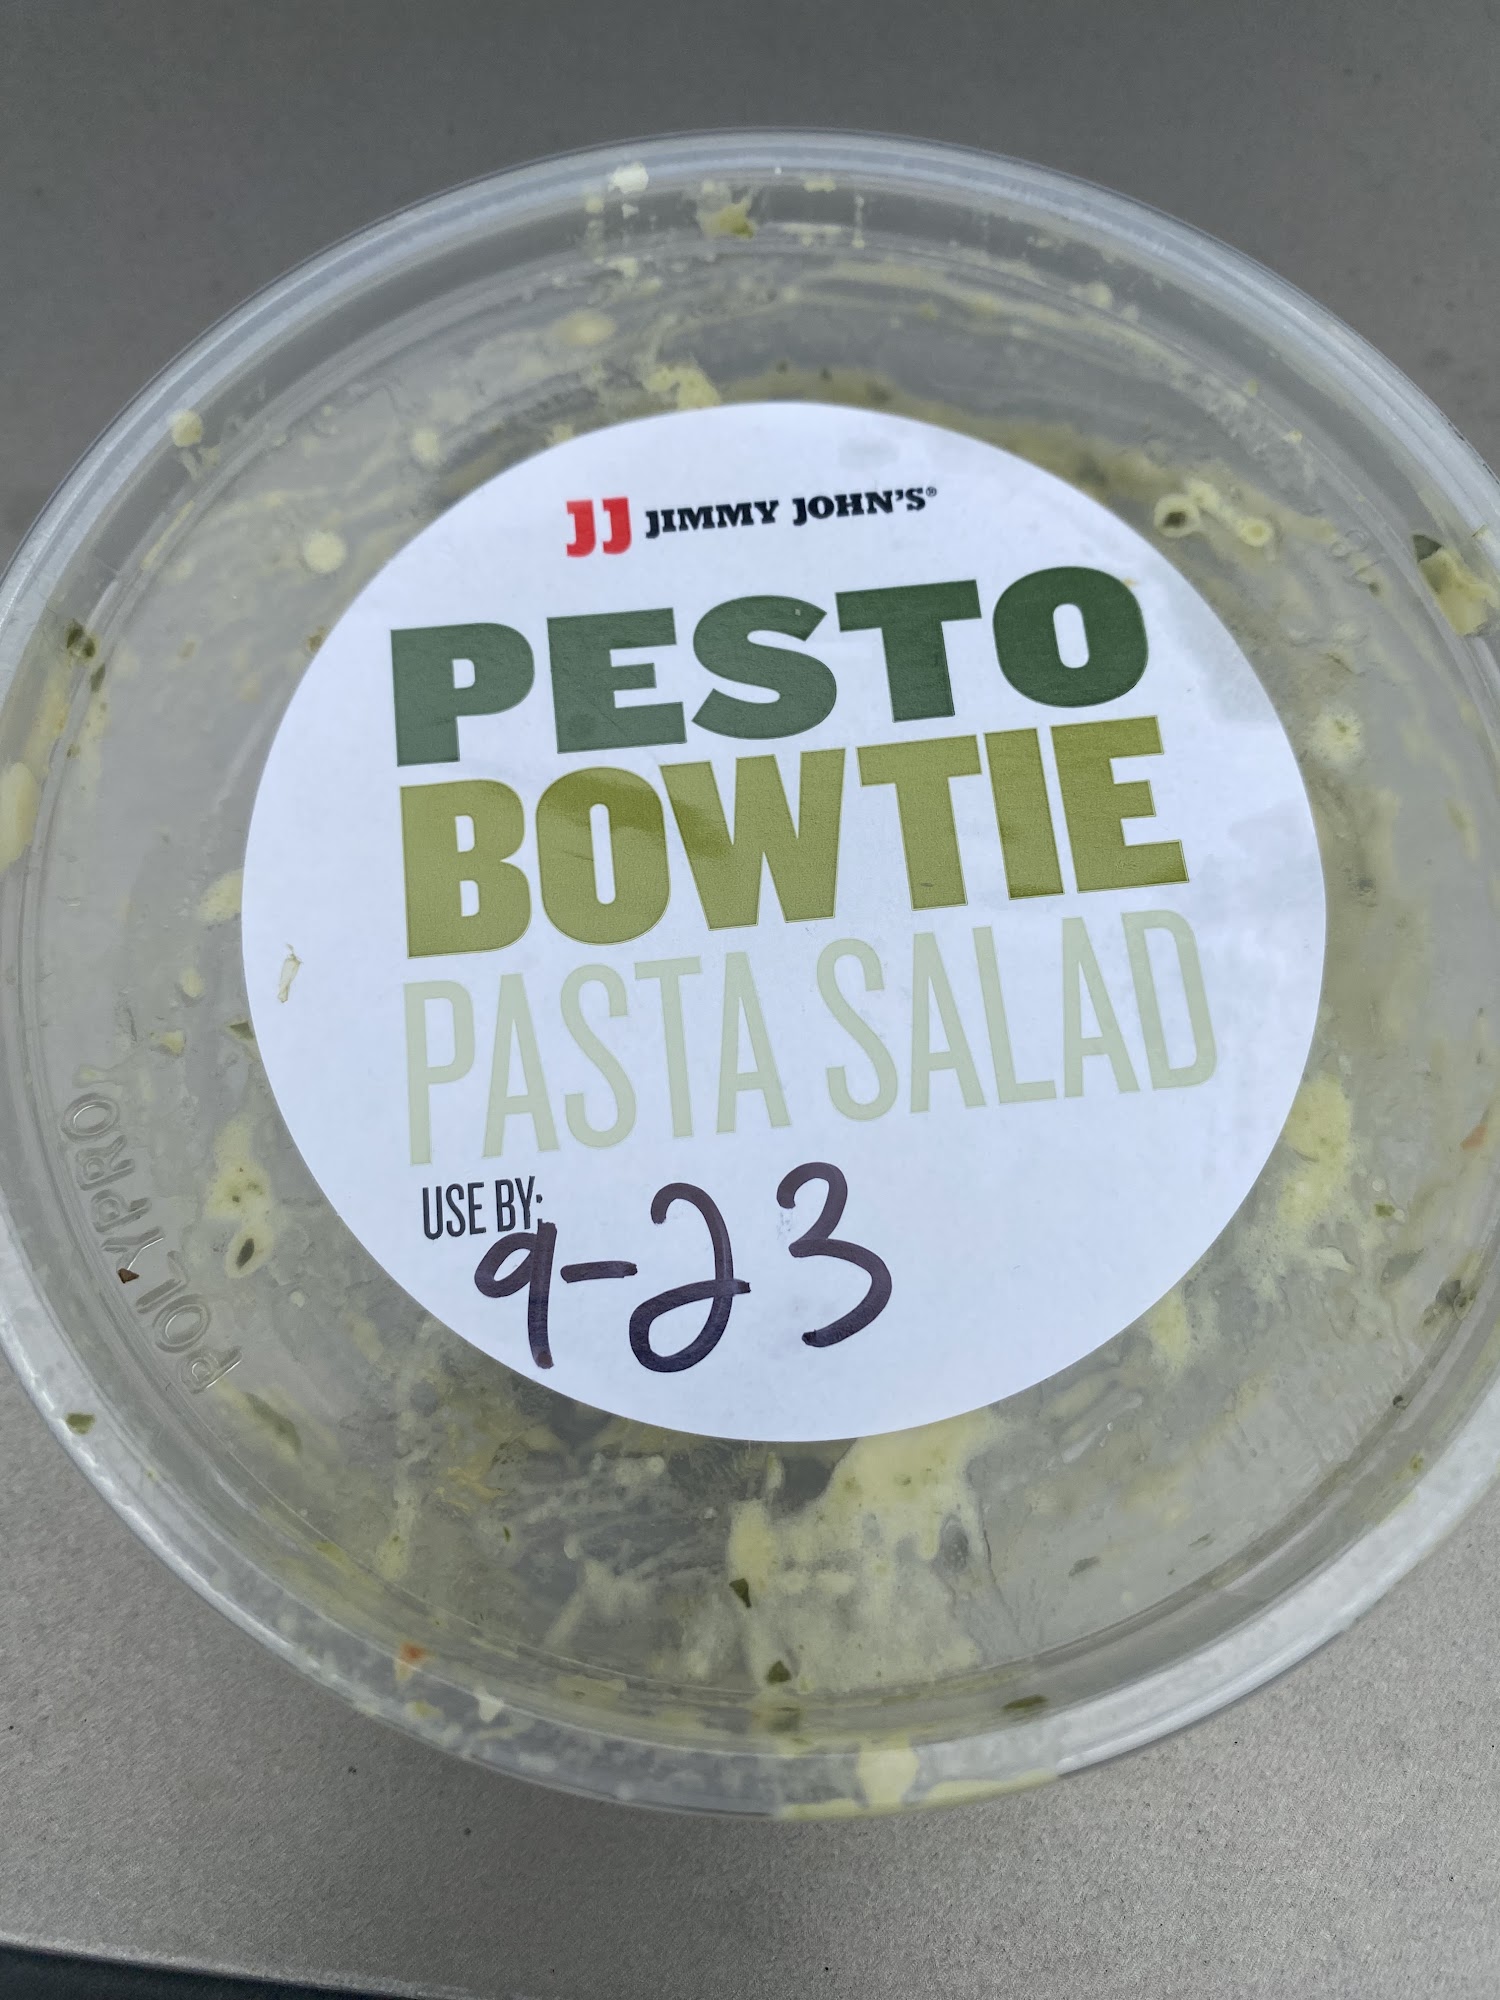 JJ JIMMY JOHN'S®
PESTO
BOWTIE
PASTA SALAD
USE BY:
9-23
POLYPRO